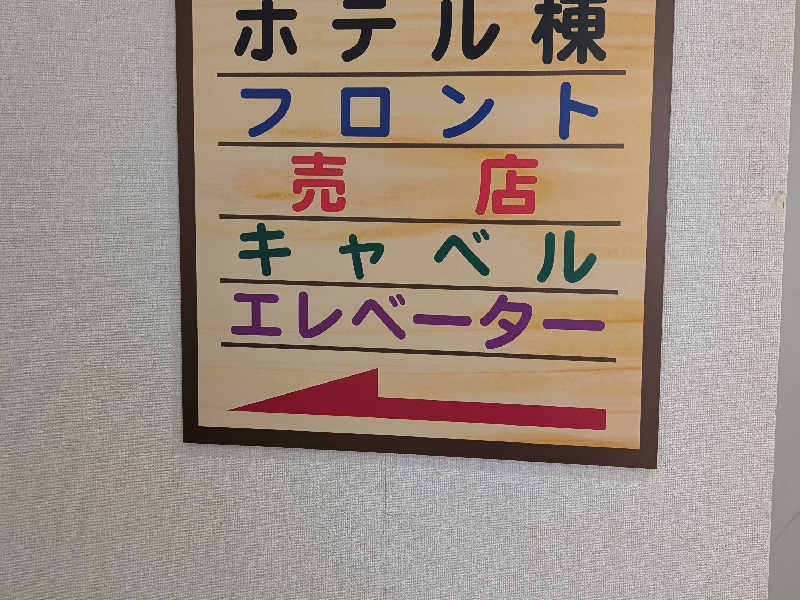 ホテル棟
フロント
売店
キャベル
エレベーター